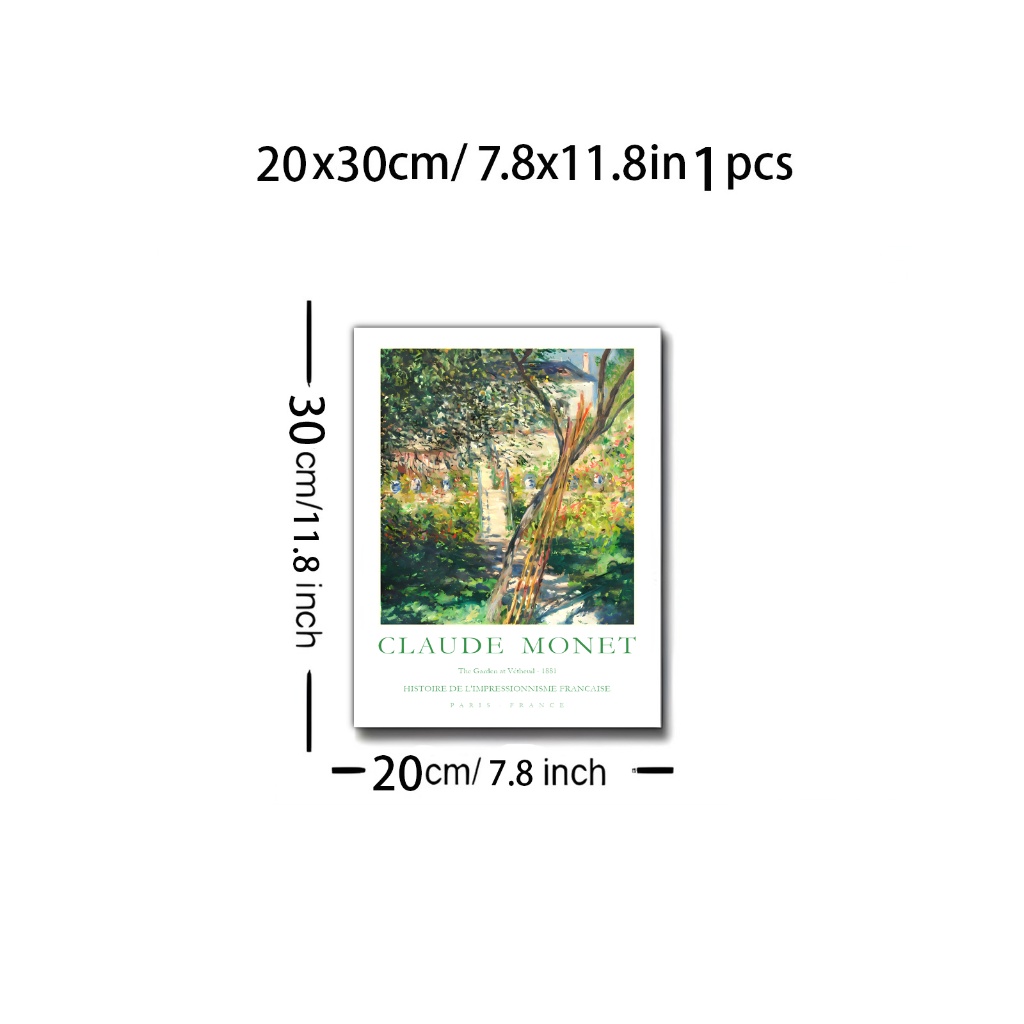 20x30cm/ 7.8x11.8in 1 pcs
30cm/11.8 inch
CLAUDE MONET
The Garden at Vétheuil - 1881
HISTOIRE DE L'IMPRESSIONNISME FRANCAISE
PARIS - FRANCE
20cm/ 7.8 inch